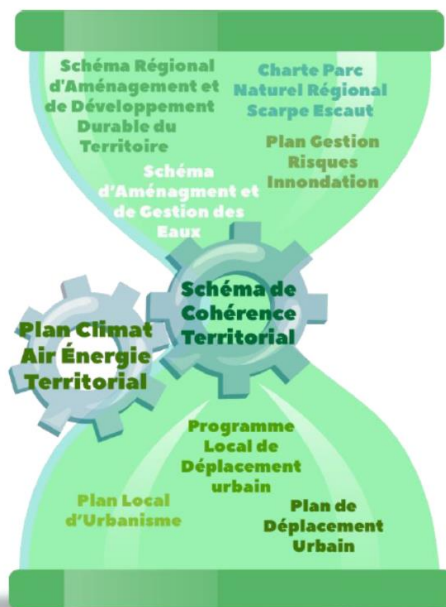 Schéma Régional
d'Aménagement et
de Développement
Durable du
Territoire
Charte Parc
Naturel Régional
Scarpe Escaut
Plan Gestion
Risques
Innondation
Schéma
d'Aménagment et
de Gestion des
Eaux
Schéma de
Cohérence
Territorial
Plan Climat
Air Énergie
Territorial
Programme
Local de
Déplacement
urbain
Plan Local
d'Urbanisme
Plan de
Déplacement
Urbain